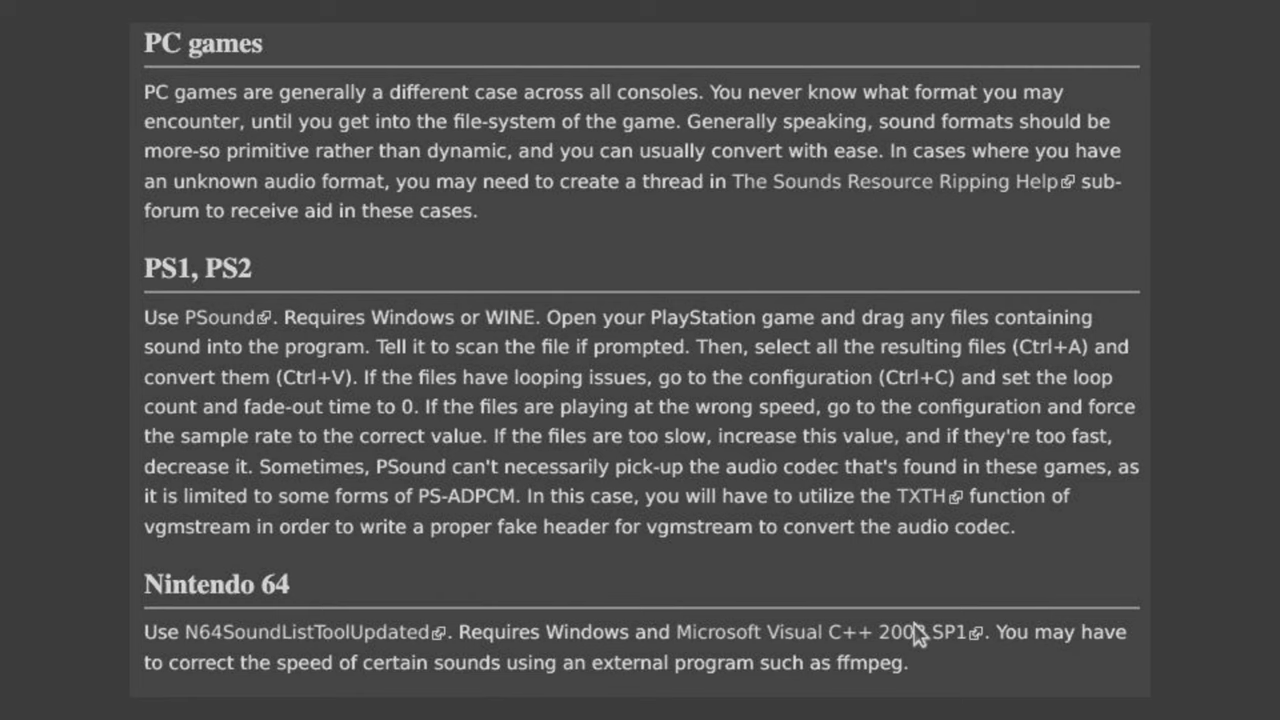 PC games
PC games are generally a different case across all consoles. You never know what format you may
encounter, until you get into the file-system of the game. Generally speaking, sound formats should be
more-so primitive rather than dynamic, and you can usually convert with ease. In cases where you have
an unknown audio format, you may need to create a thread in The Sounds Resource Ripping Help sub-
forum to receive aid in these cases.
PS1, PS2
Use PSound. Requires Windows or WINE. Open your PlayStation game and drag any files containing
sound into the program. Tell it to scan the file if prompted. Then, select all the resulting files (Ctrl+A) and
convert them (Ctrl+V). If the files have looping issues, go to the configuration (Ctrl+C) and set the loop
count and fade-out time to 0. If the files are playing at the wrong speed, go to the configuration and force
the sample rate to the correct value. If the files are too slow, increase this value, and if they're too fast,
decrease it. Sometimes, PSound can't necessarily pick-up the audio codec that's found in these games, as
it is limited to some forms of PS-ADPCM. In this case, you will have to utilize the TXTH function of
vgmstream in order to write a proper fake header for vgmstream to convert the audio codec.
Nintendo 64
Use N64SoundListToolUpdated. Requires Windows and Microsoft Visual C++ SP1. You may have
to correct the speed of certain sounds using an external program such as ffmpeg.